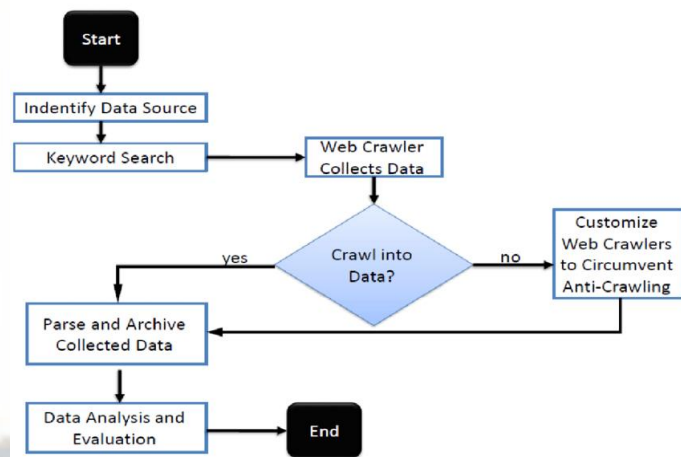 Start
Indentify Data Source
Keyword Search
Web Crawler
Collects Data
Crawl into
Data?
yes
no
Customize
Web Crawlers
to Circumvent
Anti-Crawling
Parse and Archive
Collected Data
Data Analysis and
Evaluation
End